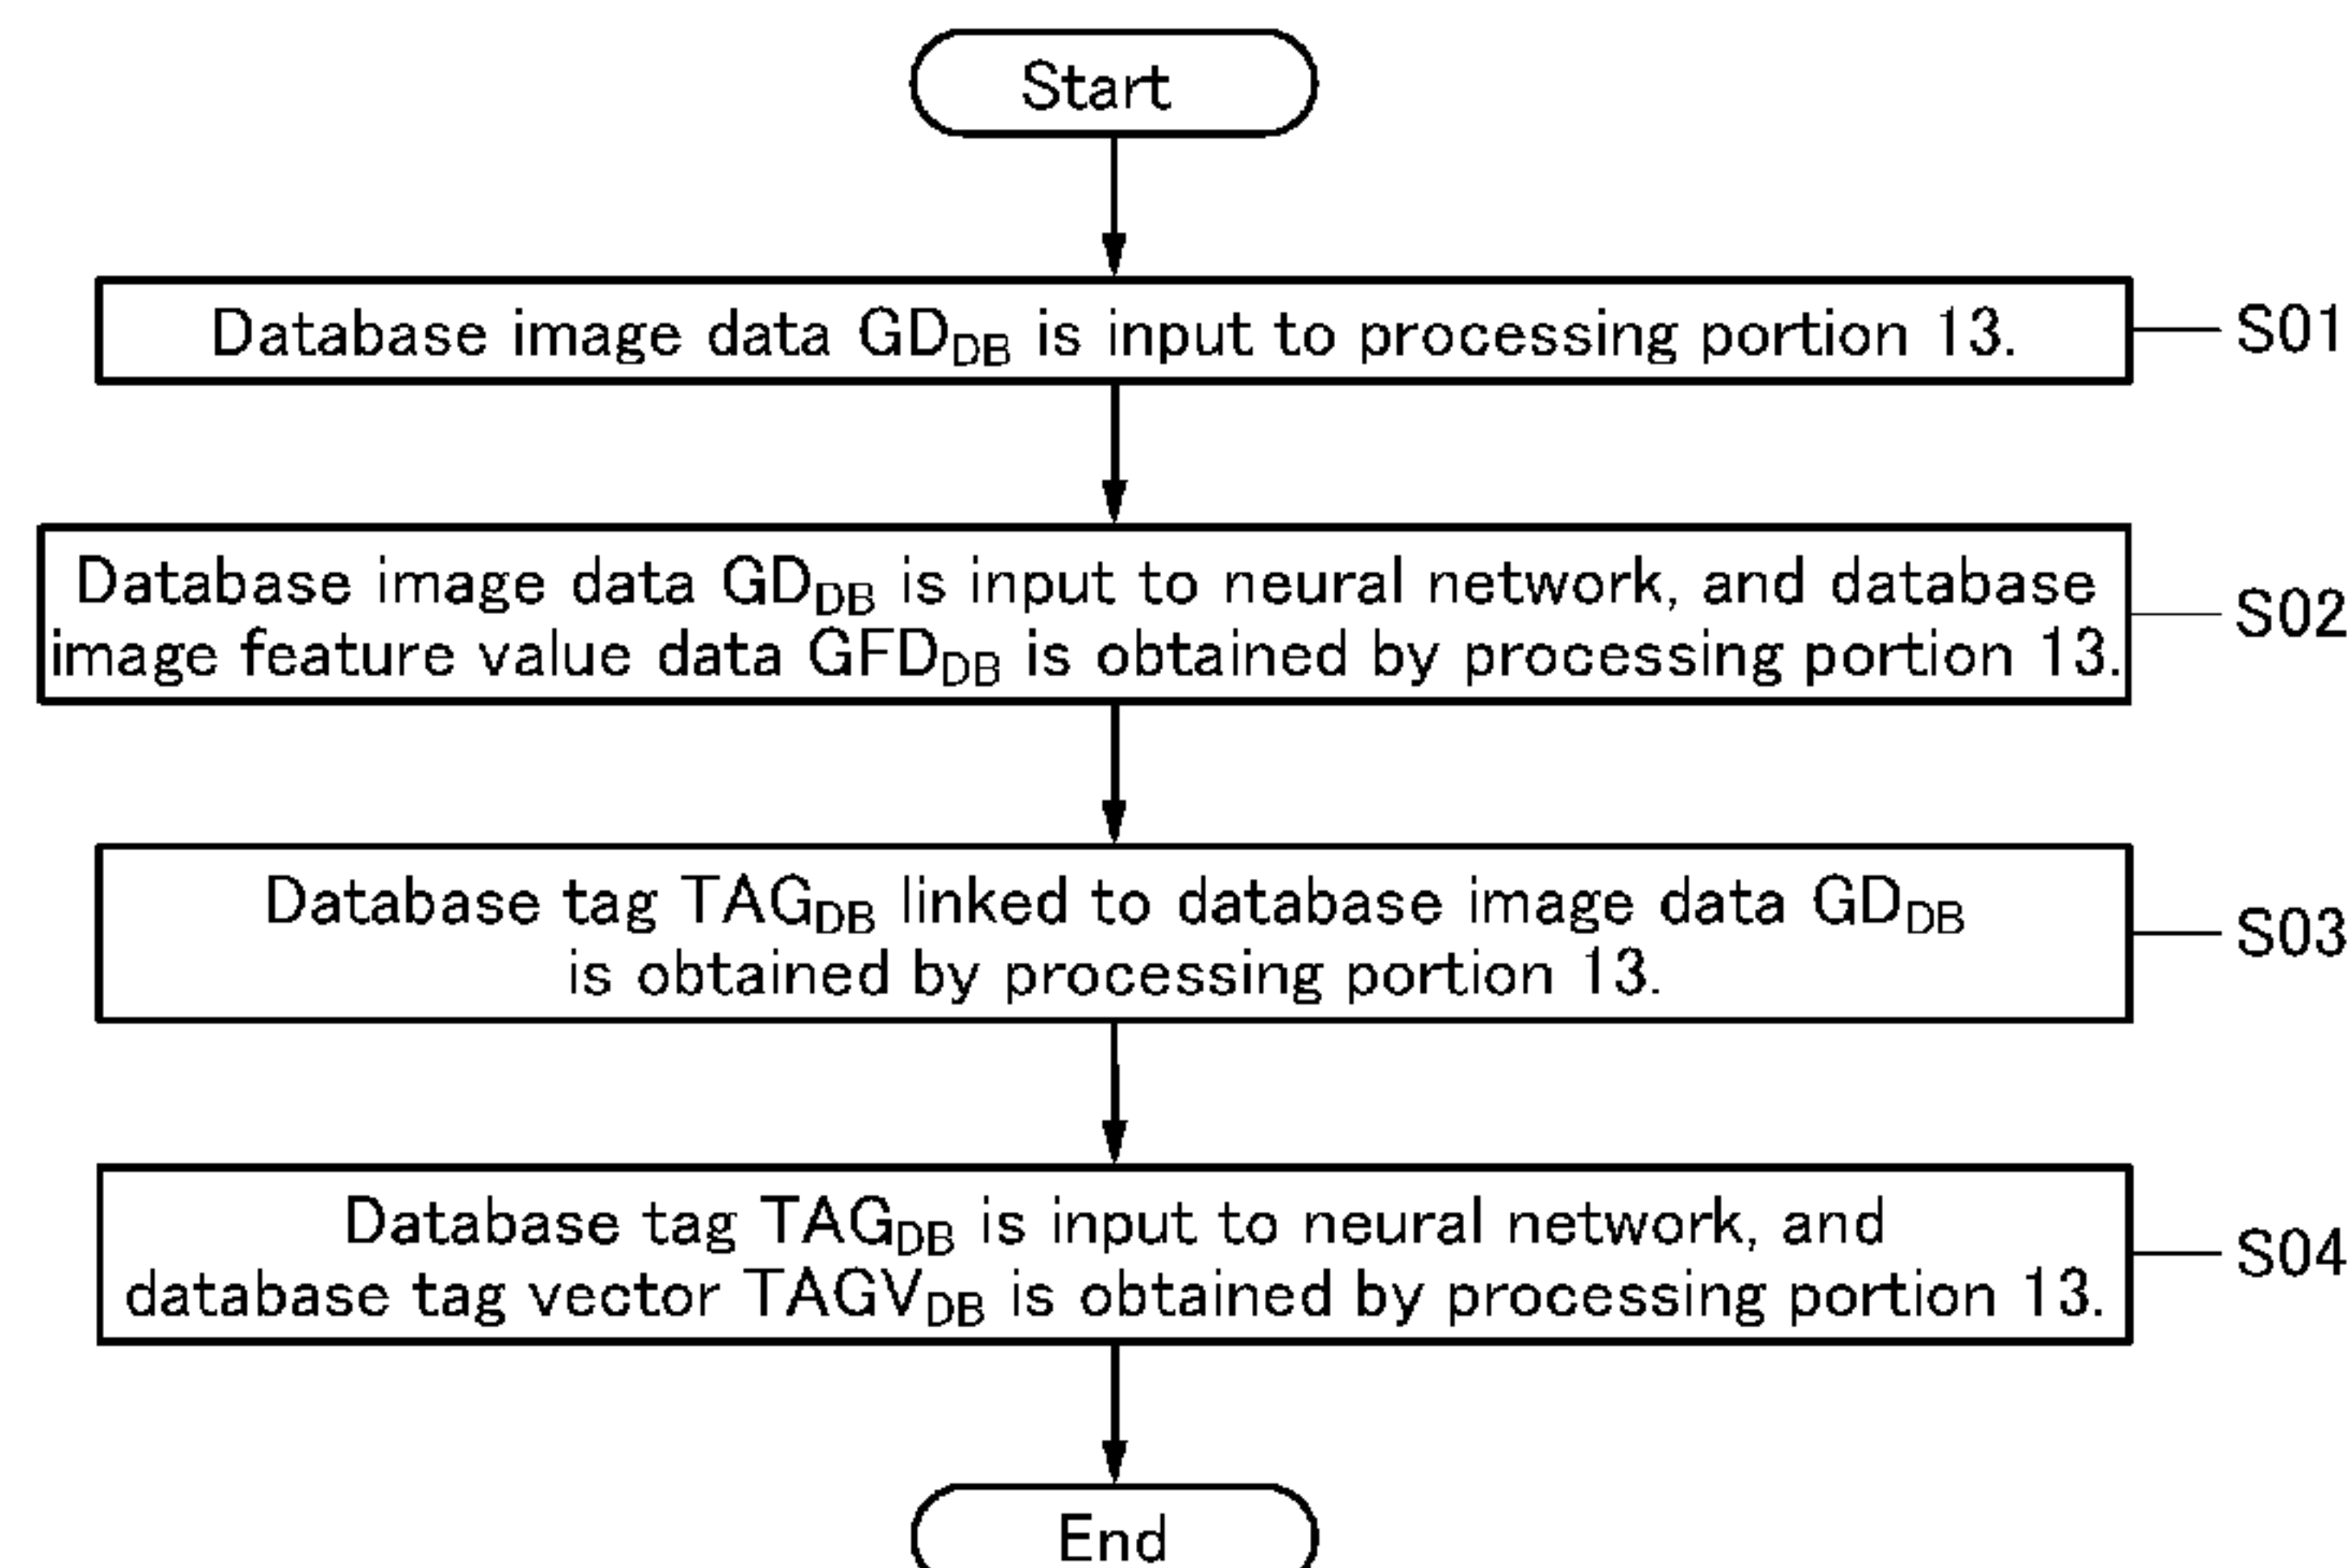 Start
Database image data GD_DB is input to processing portion 13. S01
Database image data GD_DB is input to neural network, and database
image feature value data GFD_DB is obtained by processing portion 13. S02
Database tag TAG_DB linked to database image data GD_DB
is obtained by processing portion 13. S03
Database tag TAG_DB is input to neural network, and
database tag vector TAGV_DB is obtained by processing portion 13. S04
End